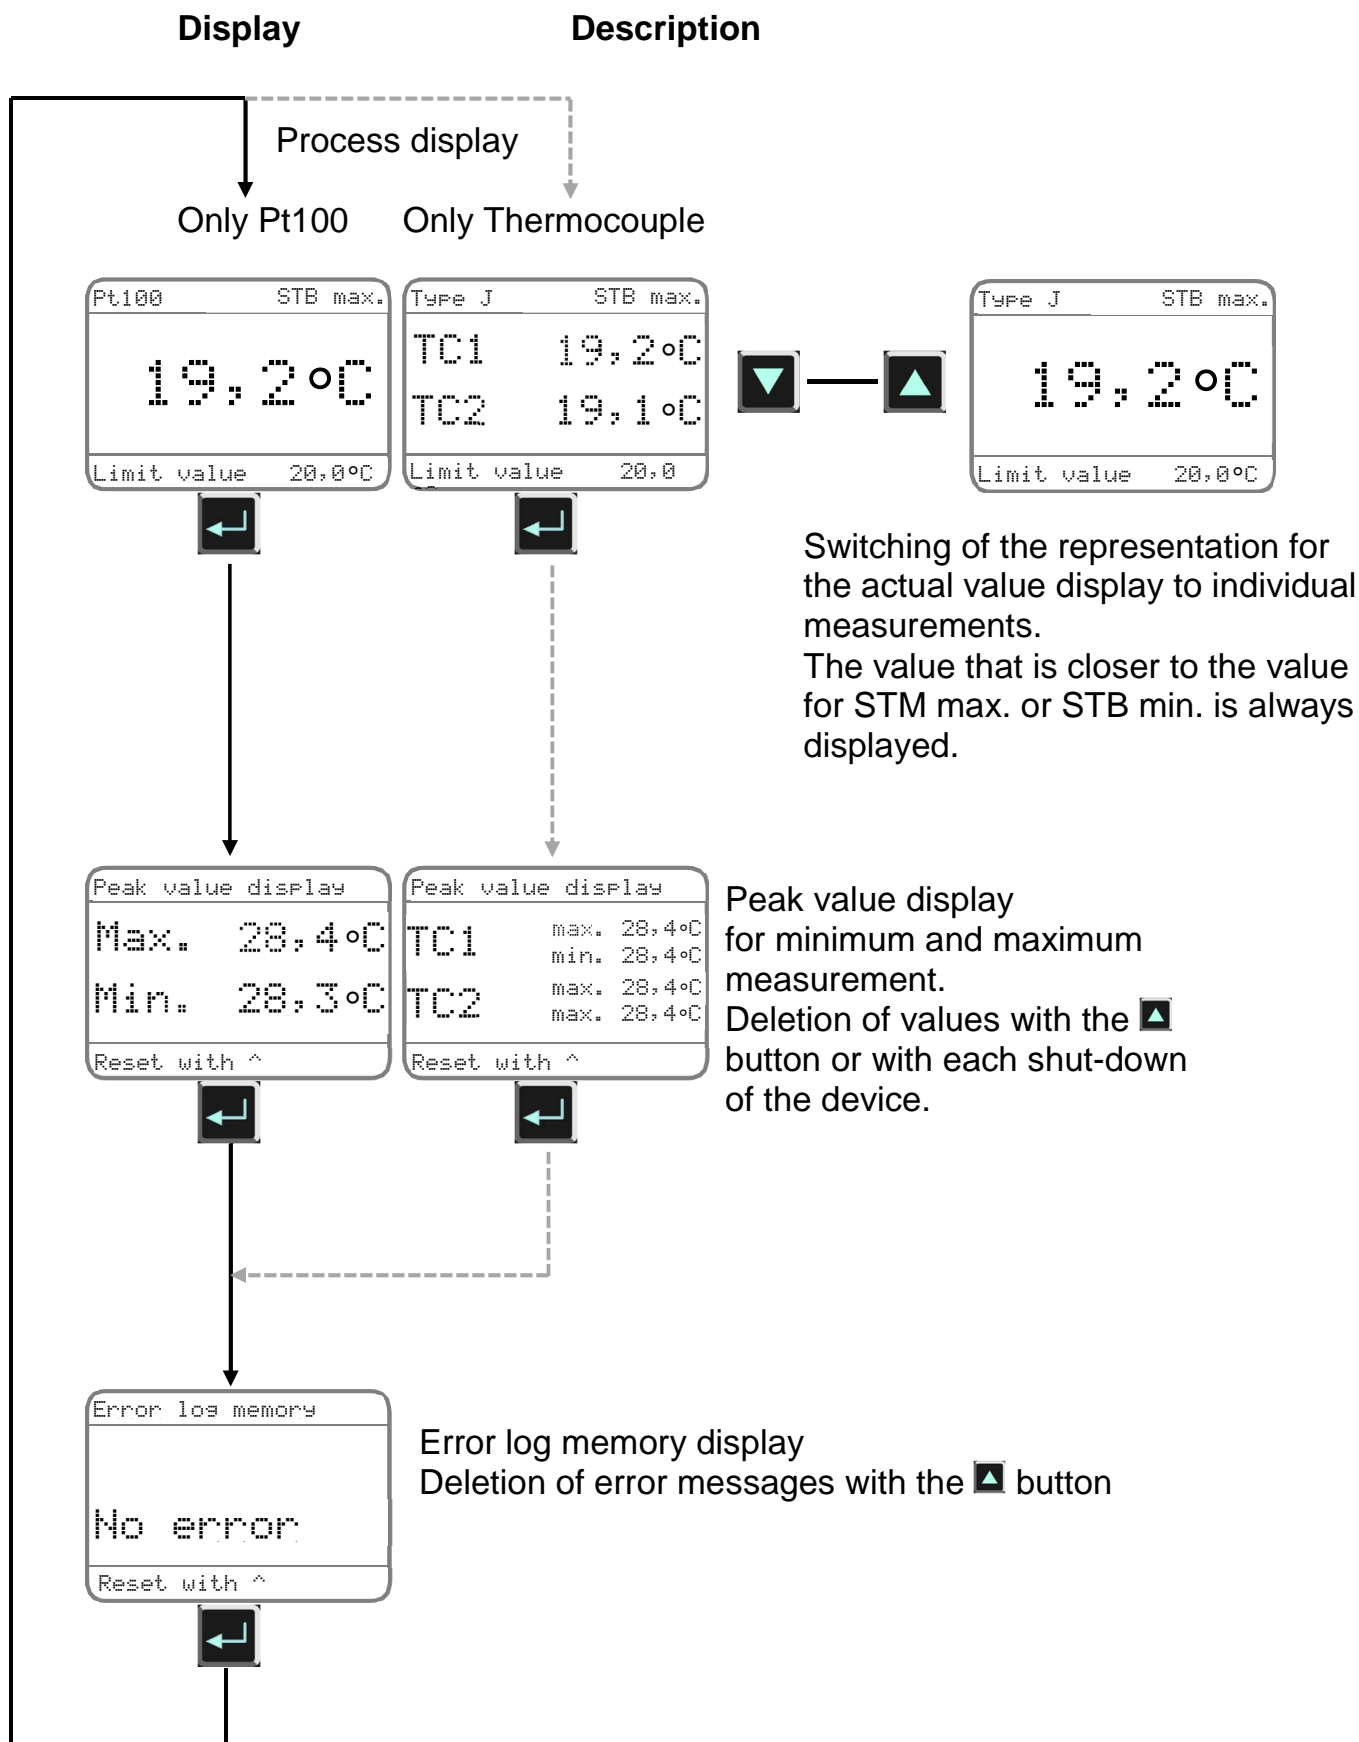 Display Description
Process display
Only Pt100 Only Thermocouple
Pt100 STB max.
19,2°C
Limit value 20,0°C
Type J STB max.
TC1 19,2°C
TC2 19,1°C
Limit value 20,0
Type J STB max.
19,2°C
Limit value 20,0°C
Switching of the representation for
the actual value display to individual
measurements.
The value that is closer to the value
for STM max. or STB min. is always
displayed.
Peak value display
Max. 28,4°C
Min. 28,3°C
Reset with ^
Peak value display
TC1 max. 28,4°C
min. 28,4°C
TC2 max. 28,4°C
max. 28,4°C
Reset with ^
Peak value display
for minimum and maximum
measurement.
Deletion of values with the
button or with each shut-down
of the device.
Error log memory
No error
Reset with ^
Error log memory display
Deletion of error messages with the button